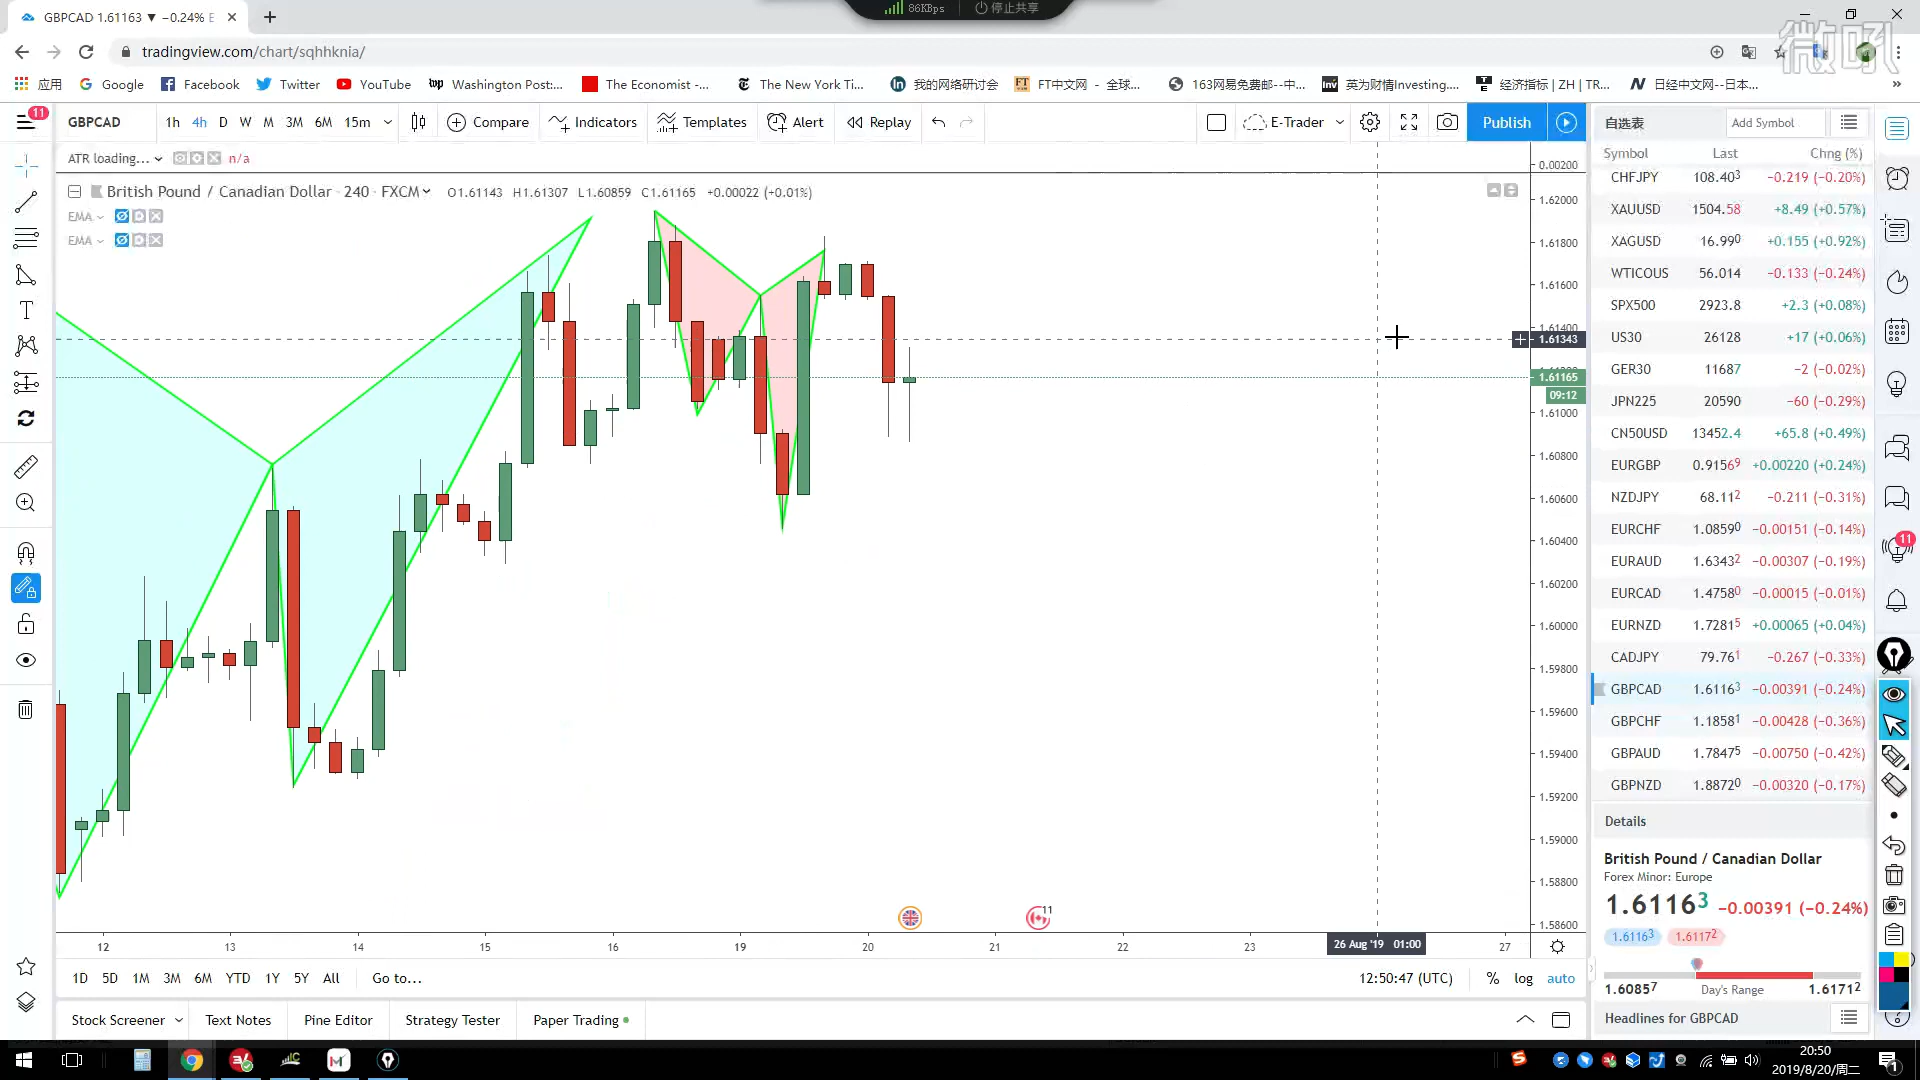 GBPCAD 1.61163 ▼ −0.24% E
86KBps
停止共享
微吼
tradingview.com/chart/sqhhknia/
应用
Google
Facebook
Twitter
YouTube
wp Washington Post:...
The Economist -...
The New York Ti...
我的网络研讨会
FT中文网 - 全球...
163网易免费邮--中...
英为财情Investing....
经济指标 | ZH | TR...
日经中文网--日本...
»
11
GBPCAD
1h 4h D W M 3M 6M 15m
Compare
Indicators
Templates
Alert
Replay
E-Trader
Publish
自选表
Add Symbol
ATR loading... n/a
British Pound / Canadian Dollar · 240 · FXCM
O1.61143 H1.61307 L1.60859 C1.61165 +0.00022 (+0.01%)
EMA
EMA
0.00200
1.62000
1.61800
1.61600
1.61400
1.61343
1.61165
09:12
1.61000
1.60800
1.60600
1.60400
1.60200
1.60000
1.59800
1.59600
1.59400
1.59200
1.59000
1.58800
1.58600
11
12 13 14 15 16 19 20 21 22 23 26 Aug '19 01:00 27
1D 5D 1M 3M 6M YTD 1Y 5Y All Go to...
12:50:47 (UTC) % log auto
Stock Screener Text Notes Pine Editor Strategy Tester Paper Trading
Symbol Last Chng (%)
CHFJPY 108.403 −0.219 (−0.20%)
XAUUSD 1504.58 +8.49 (+0.57%)
XAGUSD 16.990 +0.155 (+0.92%)
WTICOUS 56.014 −0.133 (−0.24%)
SPX500 2923.8 +2.3 (+0.08%)
US30 26128 +17 (+0.06%)
GER30 11687 −2 (−0.02%)
JPN225 20590 −60 (−0.29%)
CN50USD 13452.4 +65.8 (+0.49%)
EURGBP 0.91569 +0.00220 (+0.24%)
NZDJPY 68.112 −0.211 (−0.31%)
EURCHF 1.08590 −0.00151 (−0.14%)
EURAUD 1.63432 −0.00307 (−0.19%)
EURCAD 1.47580 −0.00015 (−0.01%)
EURNZD 1.72815 +0.00065 (+0.04%)
CADJPY 79.761 −0.267 (−0.33%)
GBPCAD 1.61163 −0.00391 (−0.24%)
GBPCHF 1.18581 −0.00428 (−0.36%)
GBPAUD 1.78475 −0.00750 (−0.42%)
GBPNZD 1.88720 −0.00320 (−0.17%)
11
Details
British Pound / Canadian Dollar
Forex Minor: Europe
1.61163 −0.00391 (−0.24%)
1.61163 1.61172
1.60857 Day's Range 1.61712
Headlines for GBPCAD
20:50
2019/8/20/周二
1